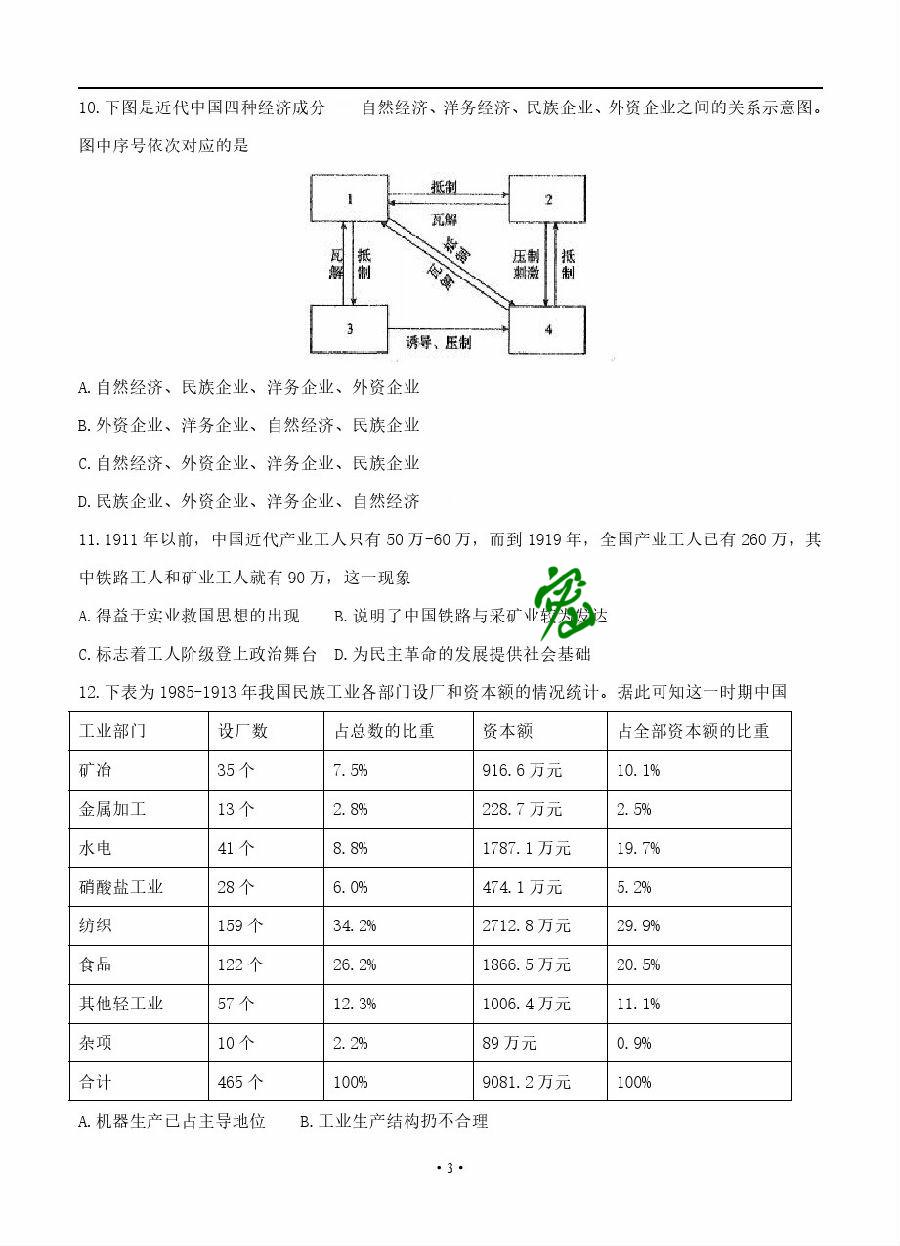 10.下图是近代中国四种经济成分 自然经济、洋务经济、民族企业、外资企业之间的关系示意图。
图中序号依次对应的是
1
抵制
2
瓦解
瓦解
抵制
压制
刺激
抵制
3
4
诱导、压制
A.自然经济、民族企业、洋务企业、外资企业
B.外资企业、洋务企业、自然经济、民族企业
C.自然经济、外资企业、洋务企业、民族企业
D.民族企业、外资企业、洋务企业、自然经济
11.1911年以前，中国近代产业工人只有50万-60万，而到1919年，全国产业工人已有260万，其
中铁路工人和矿业工人就有90万，这一现象
A.得益于实业救国思想的出现 B.说明了中国铁路与采矿业较为发达
C.标志着工人阶级登上政治舞台 D.为民主革命的发展提供社会基础
12.下表为1985-1913年我国民族工业各部门设厂和资本额的情况统计。据此可知这一时期中国
工业部门 设厂数 占总数的比重 资本额 占全部资本额的比重
矿冶 35个 7.5% 916.6万元 10.1%
金属加工 13个 2.8% 228.7万元 2.5%
水电 41个 8.8% 1787.1万元 19.7%
硝酸盐工业 28个 6.0% 474.1万元 5.2%
纺织 159个 34.2% 2712.8万元 29.9%
食品 122个 26.2% 1866.5万元 20.5%
其他轻工业 57个 12.3% 1006.4万元 11.1%
杂项 10个 2.2% 89万元 0.9%
合计 465个 100% 9081.2万元 100%
A.机器生产已占主导地位 B.工业生产结构扔不合理
·3·